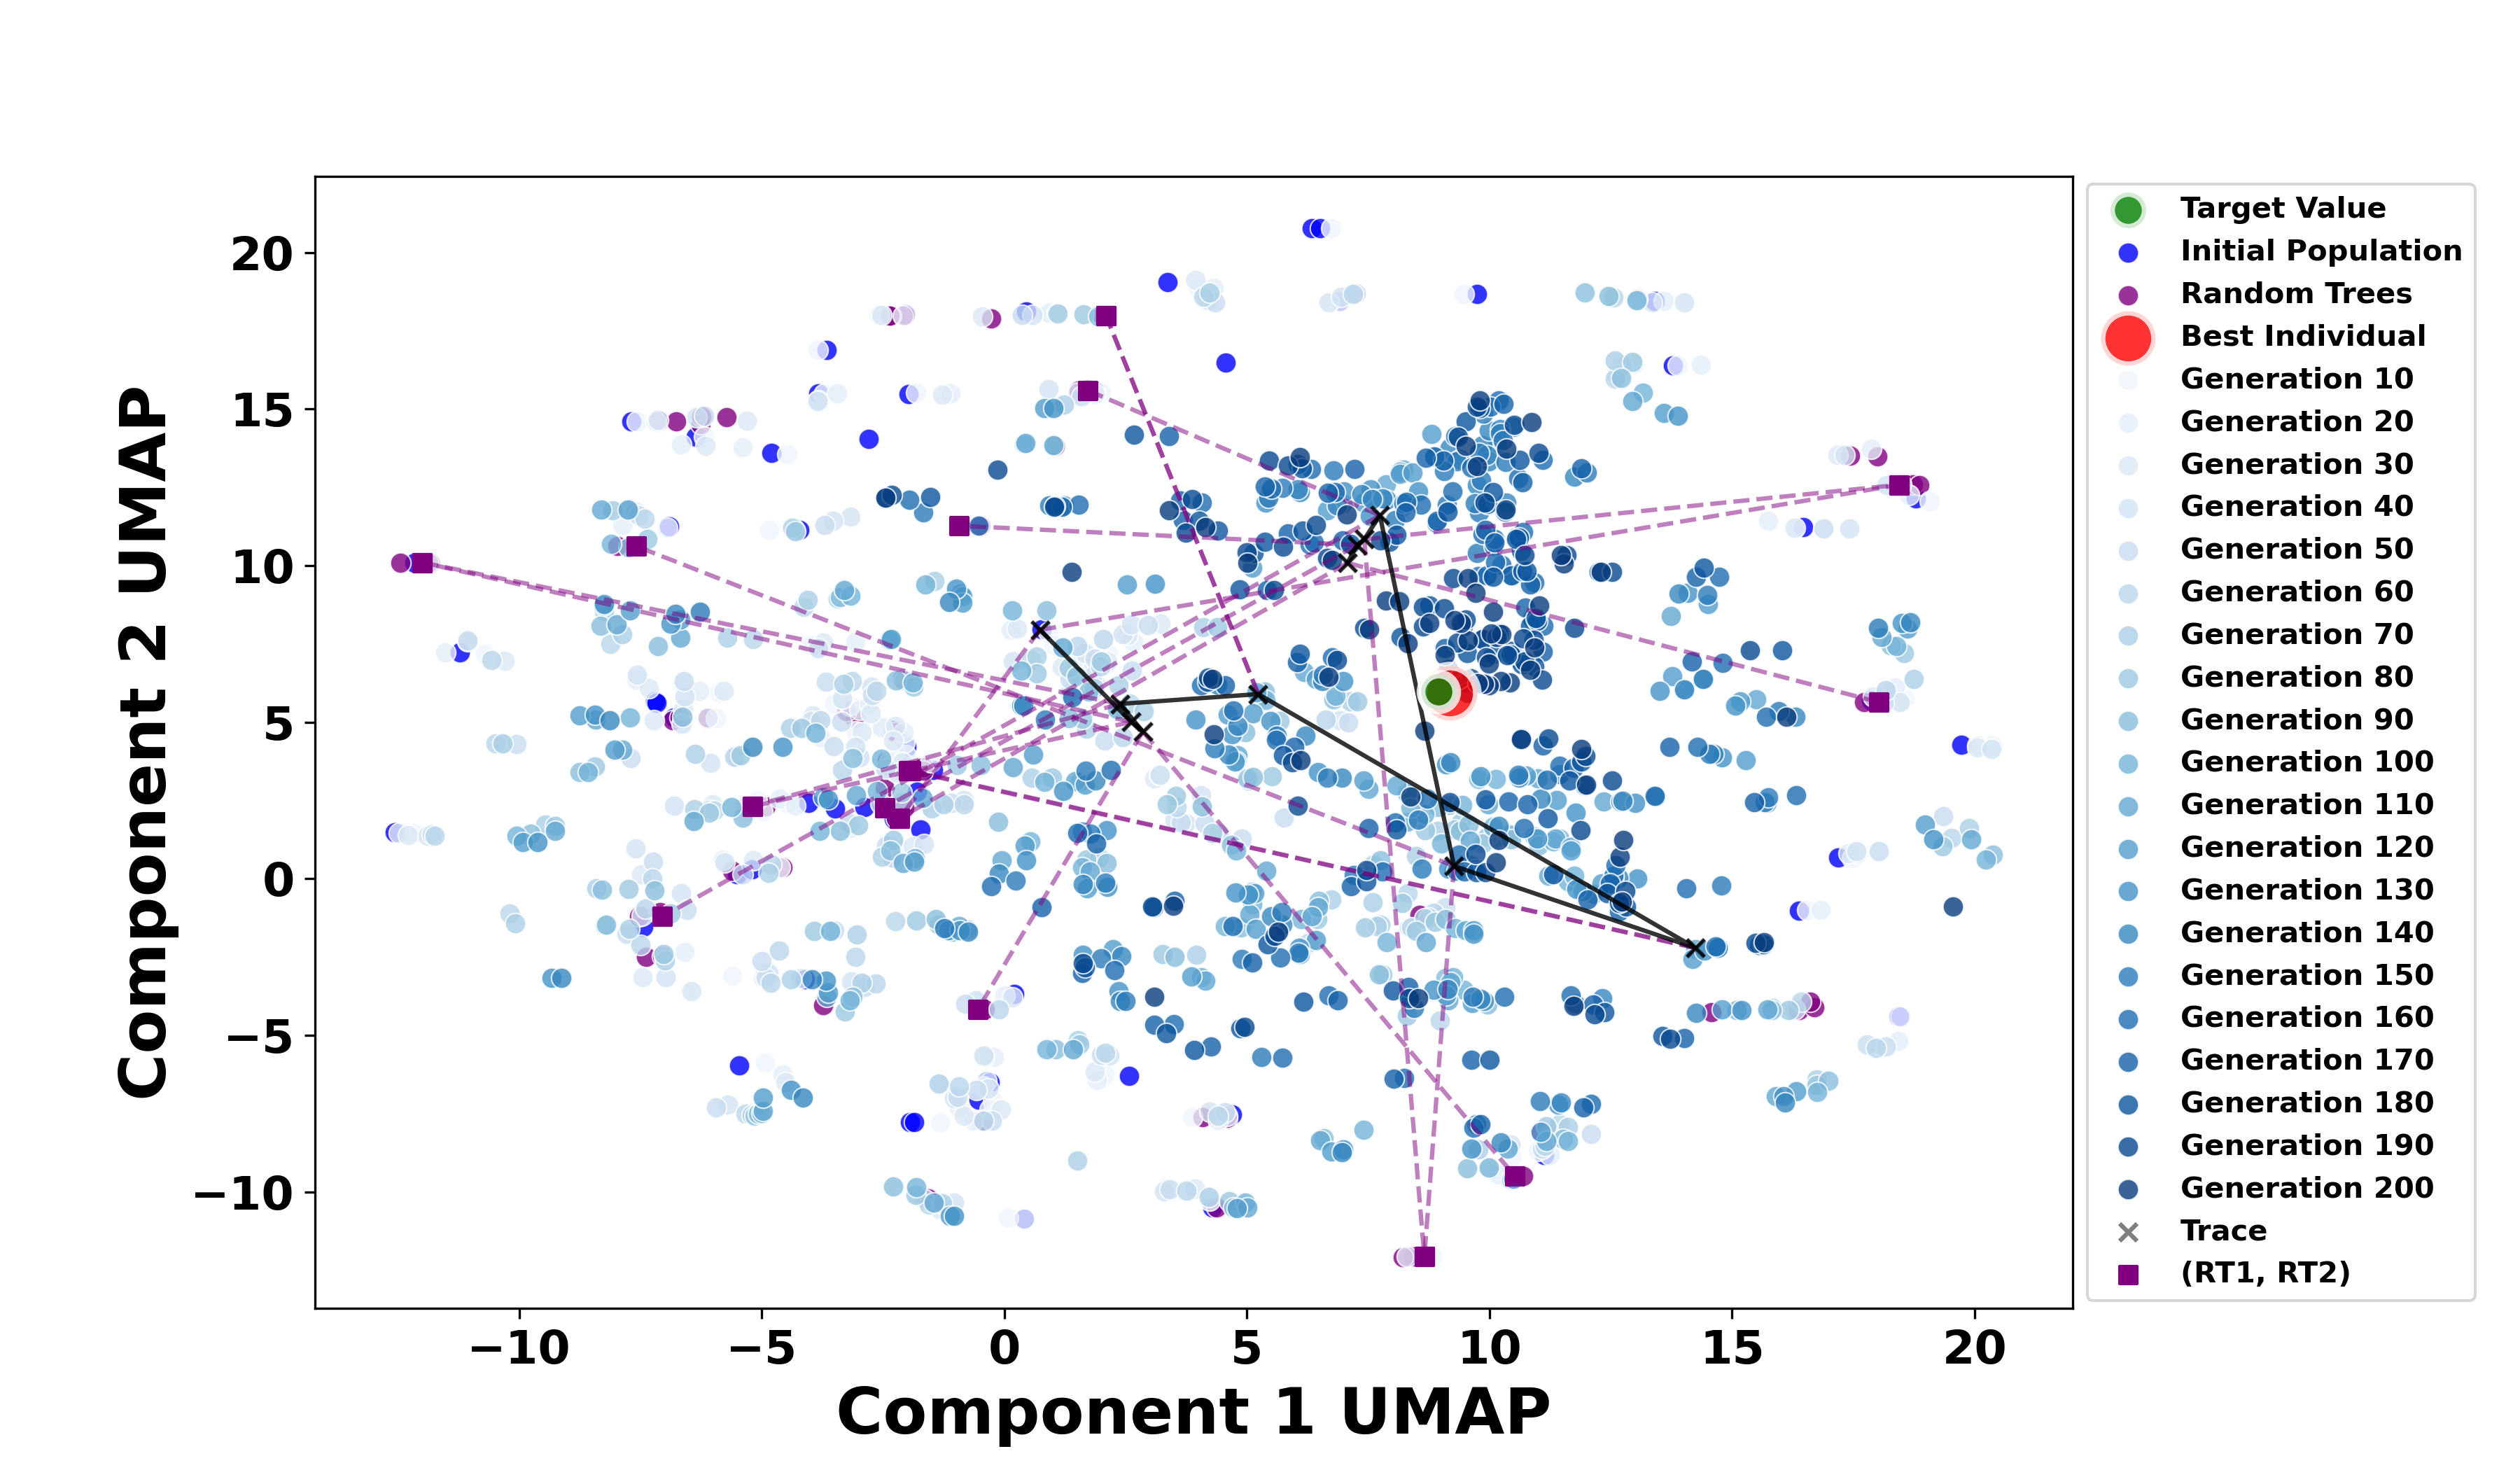 Component 2 UMAP
20
15
10
5
0
−5
−10
−10
−5
0
5
10
15
20
Component 1 UMAP
Target Value
Initial Population
Random Trees
Best Individual
Generation 10
Generation 20
Generation 30
Generation 40
Generation 50
Generation 60
Generation 70
Generation 80
Generation 90
Generation 100
Generation 110
Generation 120
Generation 130
Generation 140
Generation 150
Generation 160
Generation 170
Generation 180
Generation 190
Generation 200
Trace
(RT1, RT2)